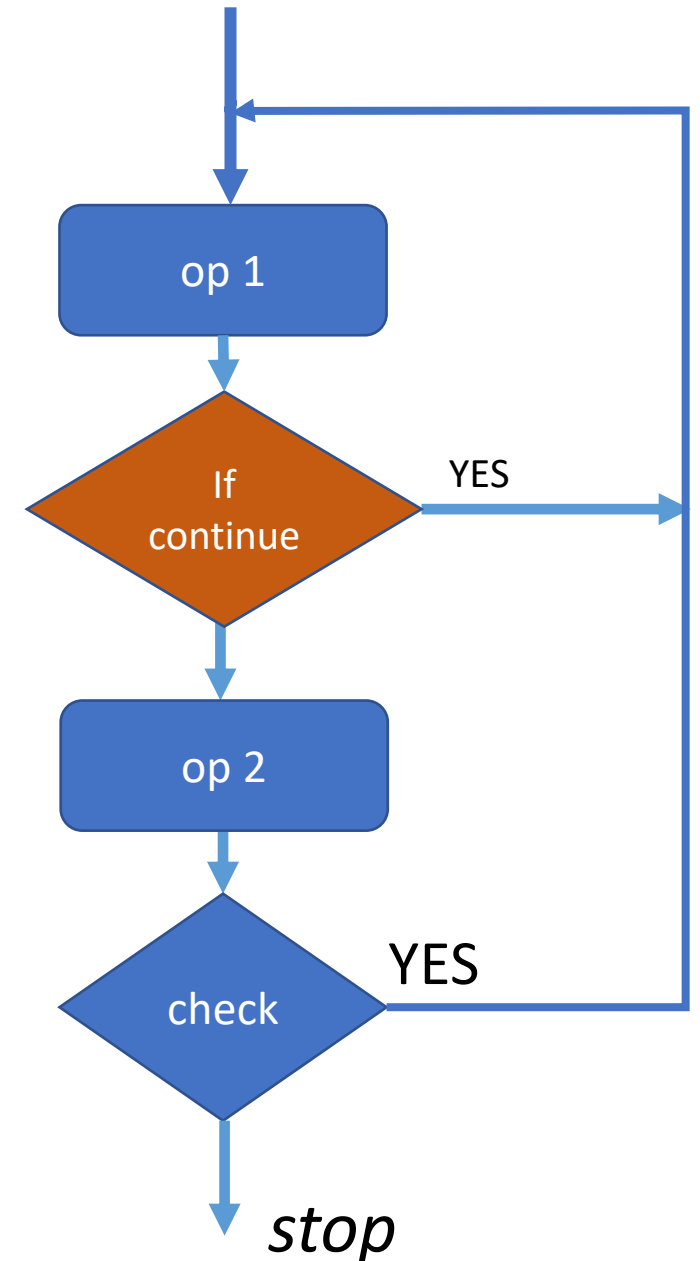 op 1
If
continue
YES
op 2
YES
check
stop